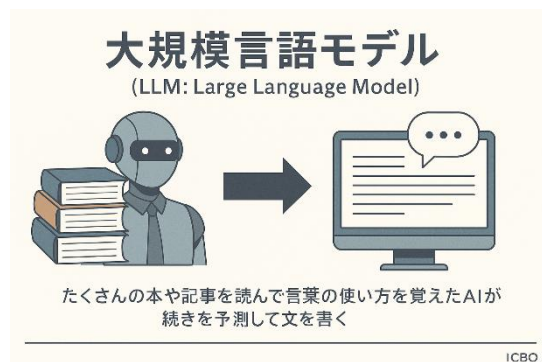 大規模言語モデル
(LLM: Large Language Model)
たくさんの本や記事を読んで言葉の使い方を覚えたAIが
続きを予測して文を書く
ICBO